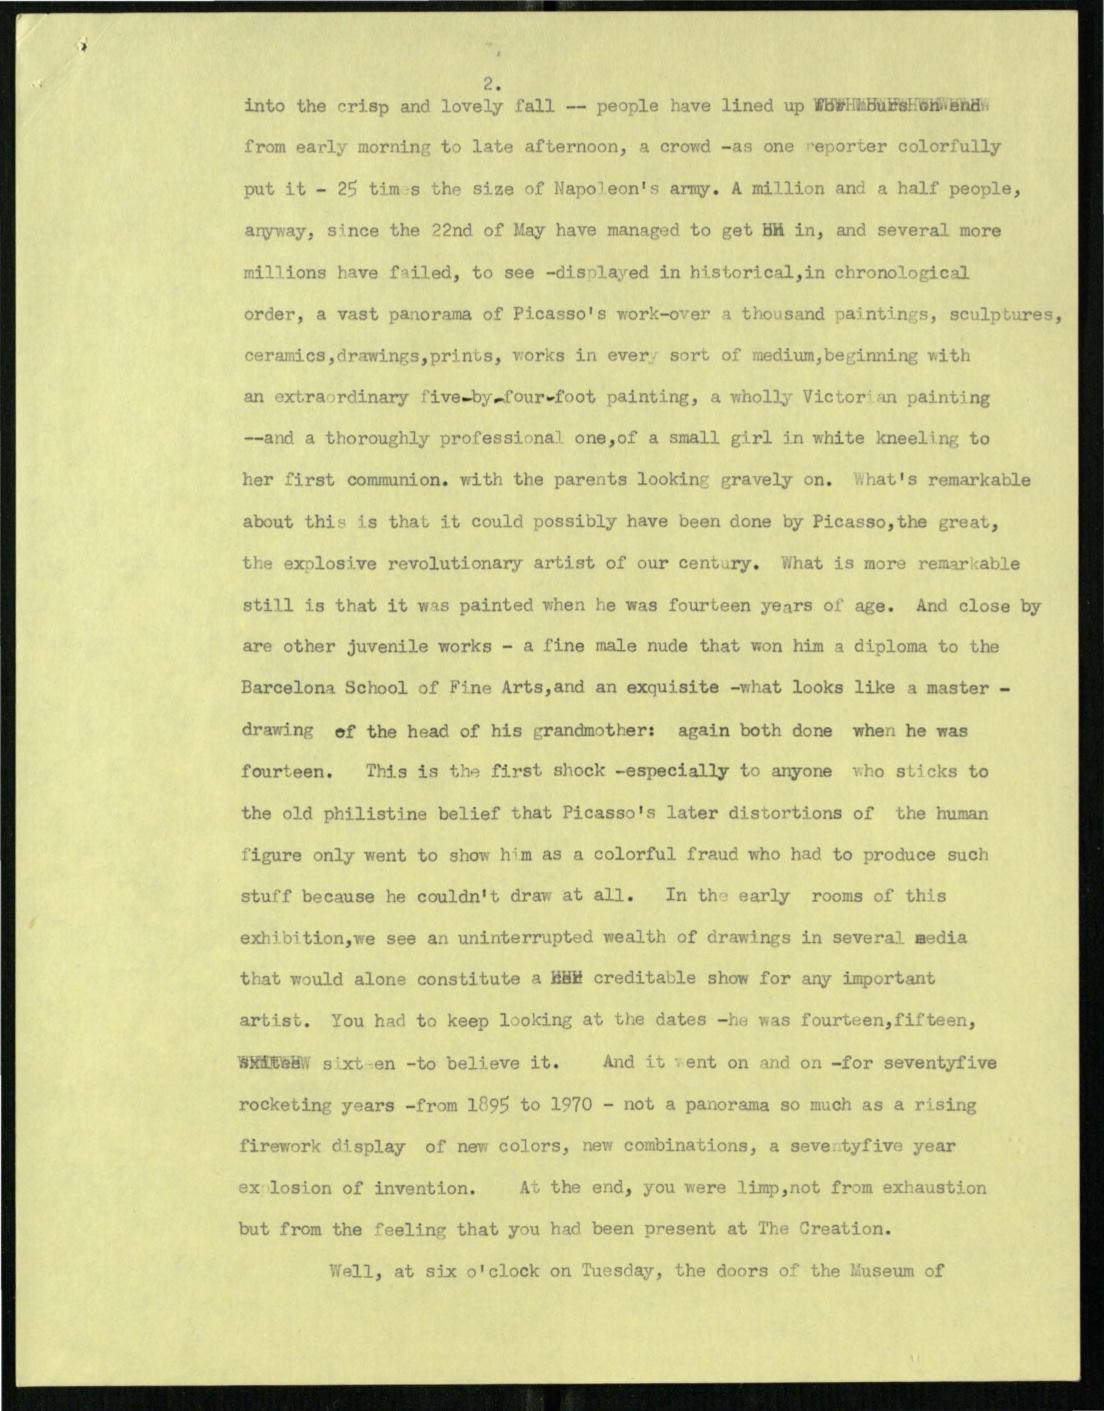 2.
into the crisp and lovely fall -- people have lined up for hours on end
from early morning to late afternoon, a crowd -as one reporter colorfully
put it - 25 times the size of Napoleon's army. A million and a half people,
anyway, since the 22nd of May have managed to get in, and several more
millions have failed, to see -displayed in historical,in chronological
order, a vast panorama of Picasso's work-over a thousand paintings, sculptures,
ceramics,drawings,prints, works in every sort of medium,beginning with
an extraordinary five-by-four-foot painting, a wholly Victorian painting
--and a thoroughly professional one,of a small girl in white kneeling to
her first communion. with the parents looking gravely on. What's remarkable
about this is that it could possibly have been done by Picasso,the great,
the explosive revolutionary artist of our century. What is more remarkable
still is that it was painted when he was fourteen years of age. And close by
are other juvenile works - a fine male nude that won him a diploma to the
Barcelona School of Fine Arts,and an exquisite -what looks like a master -
drawing of the head of his grandmother: again both done when he was
fourteen. This is the first shock -especially to anyone who sticks to
the old philistine belief that Picasso's later distortions of the human
figure only went to show him as a colorful fraud who had to produce such
stuff because he couldn't draw at all. In the early rooms of this
exhibition,we see an uninterrupted wealth of drawings in several media
that would alone constitute a creditable show for any important
artist. You had to keep looking at the dates -he was fourteen,fifteen,
sixteen -to believe it. And it went on and on -for seventyfive
rocketing years -from 1895 to 1970 - not a panorama so much as a rising
firework display of new colors, new combinations, a seventyfive year
explosion of invention. At the end, you were limp,not from exhaustion
but from the feeling that you had been present at The Creation.
Well, at six o'clock on Tuesday, the doors of the Museum of